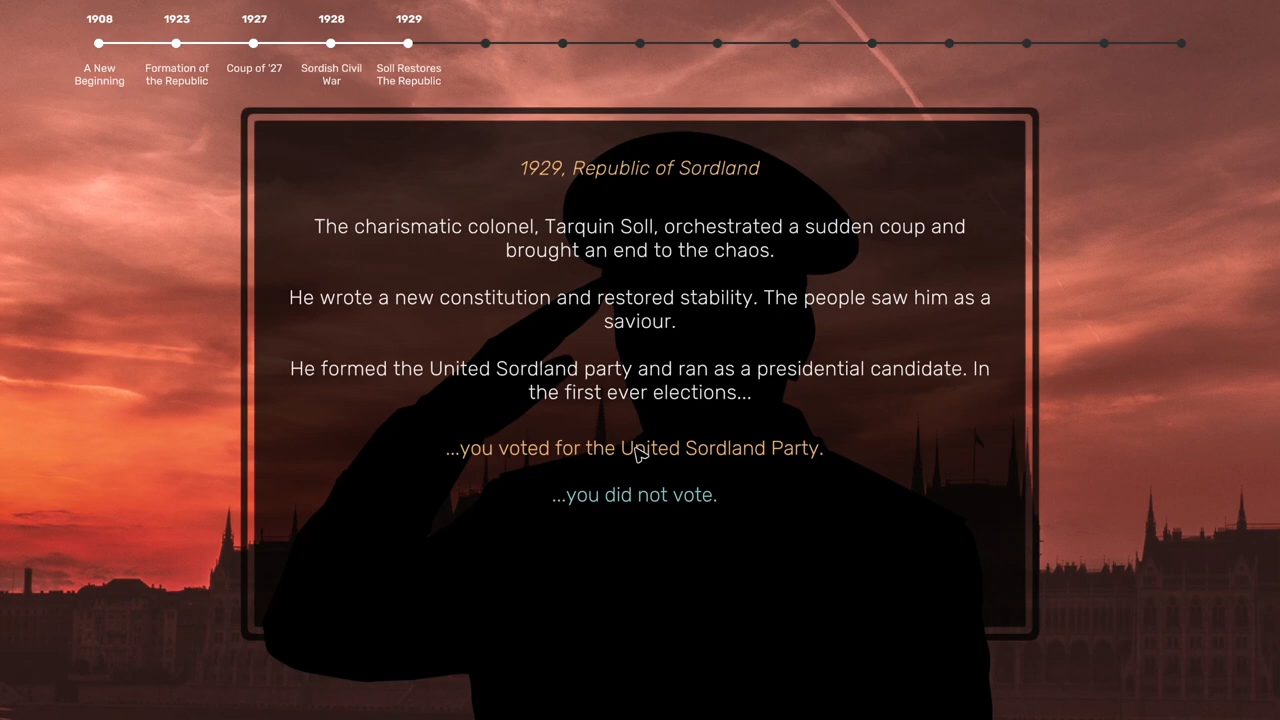 1908
1923
1927
1928
1929
A New
Beginning
Formation of
the Republic
Coup of '27
Sordish Civil
War
Soll Restores
The Republic
1929, Republic of Sordland
The charismatic colonel, Tarquin Soll, orchestrated a sudden coup and
brought an end to the chaos.
He wrote a new constitution and restored stability. The people saw him as a
saviour.
He formed the United Sordland party and ran as a presidential candidate. In
the first ever elections...
...you voted for the United Sordland Party.
...you did not vote.